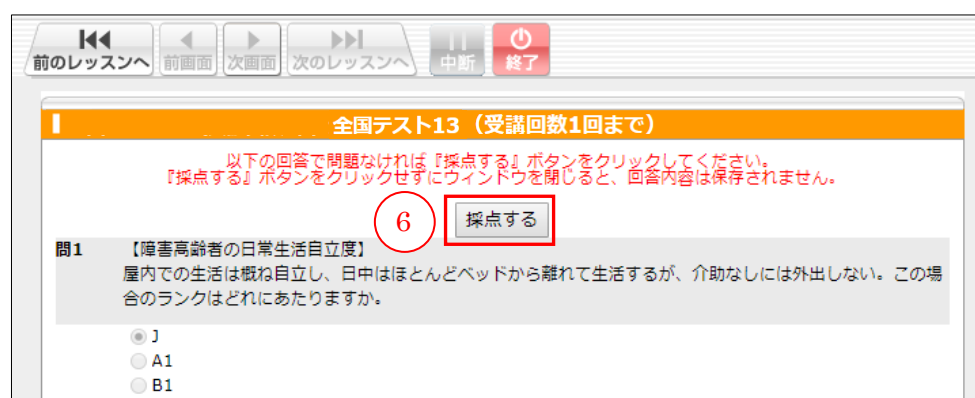 前のレッスンへ 前画面 次画面 次のレッスンへ 中断 終了
全国テスト13（受講回数1回まで）
以下の回答で問題なければ『採点する』ボタンをクリックしてください。
『採点する』ボタンをクリックせずにウィンドウを閉じると、回答内容は保存されません。
6 採点する
問1 【障害高齢者の日常生活自立度】
屋内での生活は概ね自立し、日中はほとんどベッドから離れて生活するが、介助なしには外出しない。この場
合のランクはどれにあたりますか。
J
A1
B1